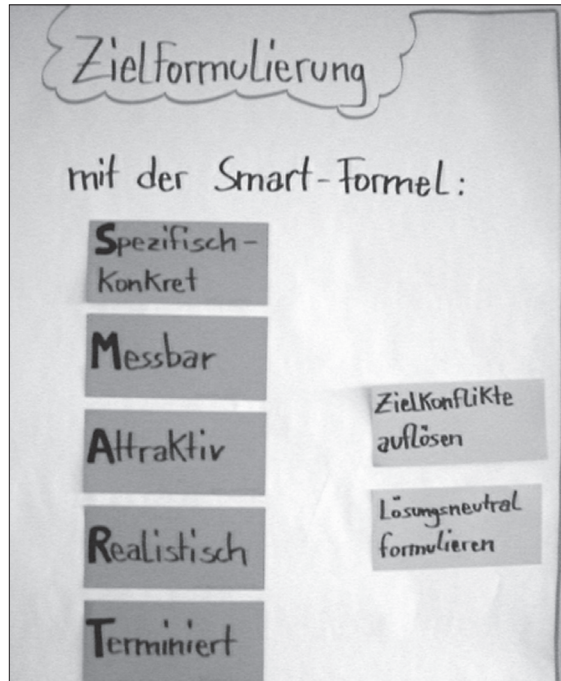 Zielformulierung
mit der Smart-Formel:
Spezifisch-
Konkret
Messbar
Attraktiv
Realistisch
Terminiert
Zielkonflikte
auflösen
Lösungsneutral
formulieren